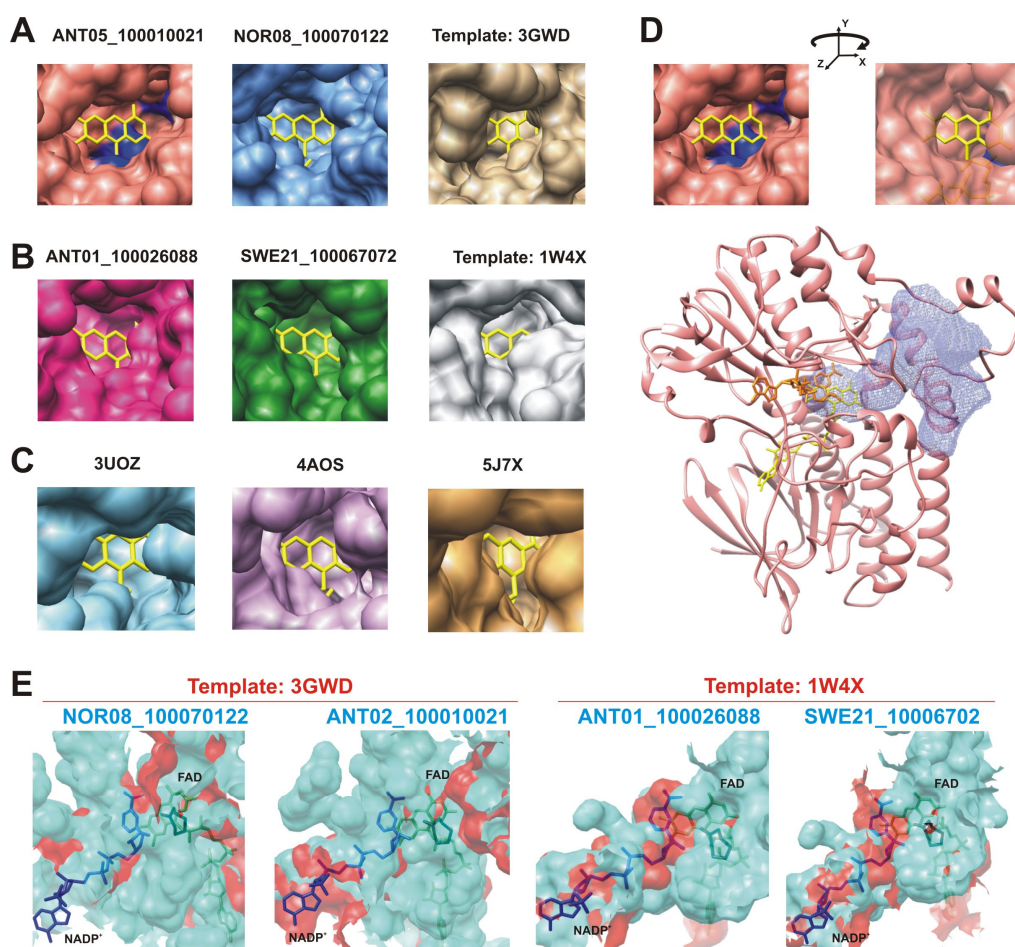 A
ANT05_100010021
NOR08_100070122
Template: 3GWD
D
Y
Z
X
B
ANT01_100026088
SWE21_100067072
Template: 1W4X
C
3UOZ
4AOS
5J7X
E
Template: 3GWD
Template: 1W4X
NOR08_100070122
ANT02_100010021
ANT01_100026088
SWE21_10006702
FAD
NADP+
FAD
NADP+
FAD
NADP+
FAD
NADP+